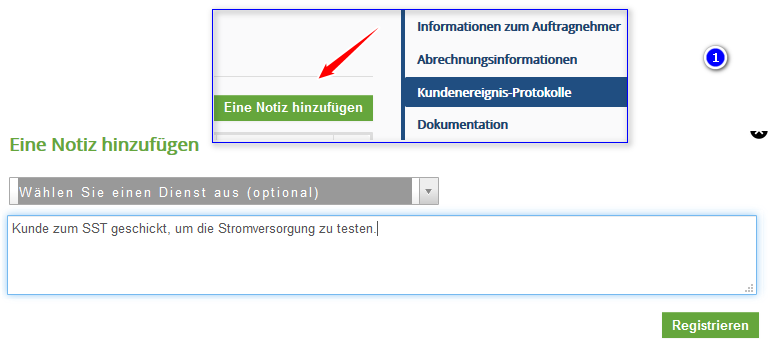 Informationen zum Auftragnehmer
Abrechnungsinformationen
1
Kundenereignis-Protokolle
Eine Notiz hinzufügen
Dokumentation
Eine Notiz hinzufügen
Wählen Sie einen Dienst aus (optional)
Kunde zum SST geschickt, um die Stromversorgung zu testen.
Registrieren